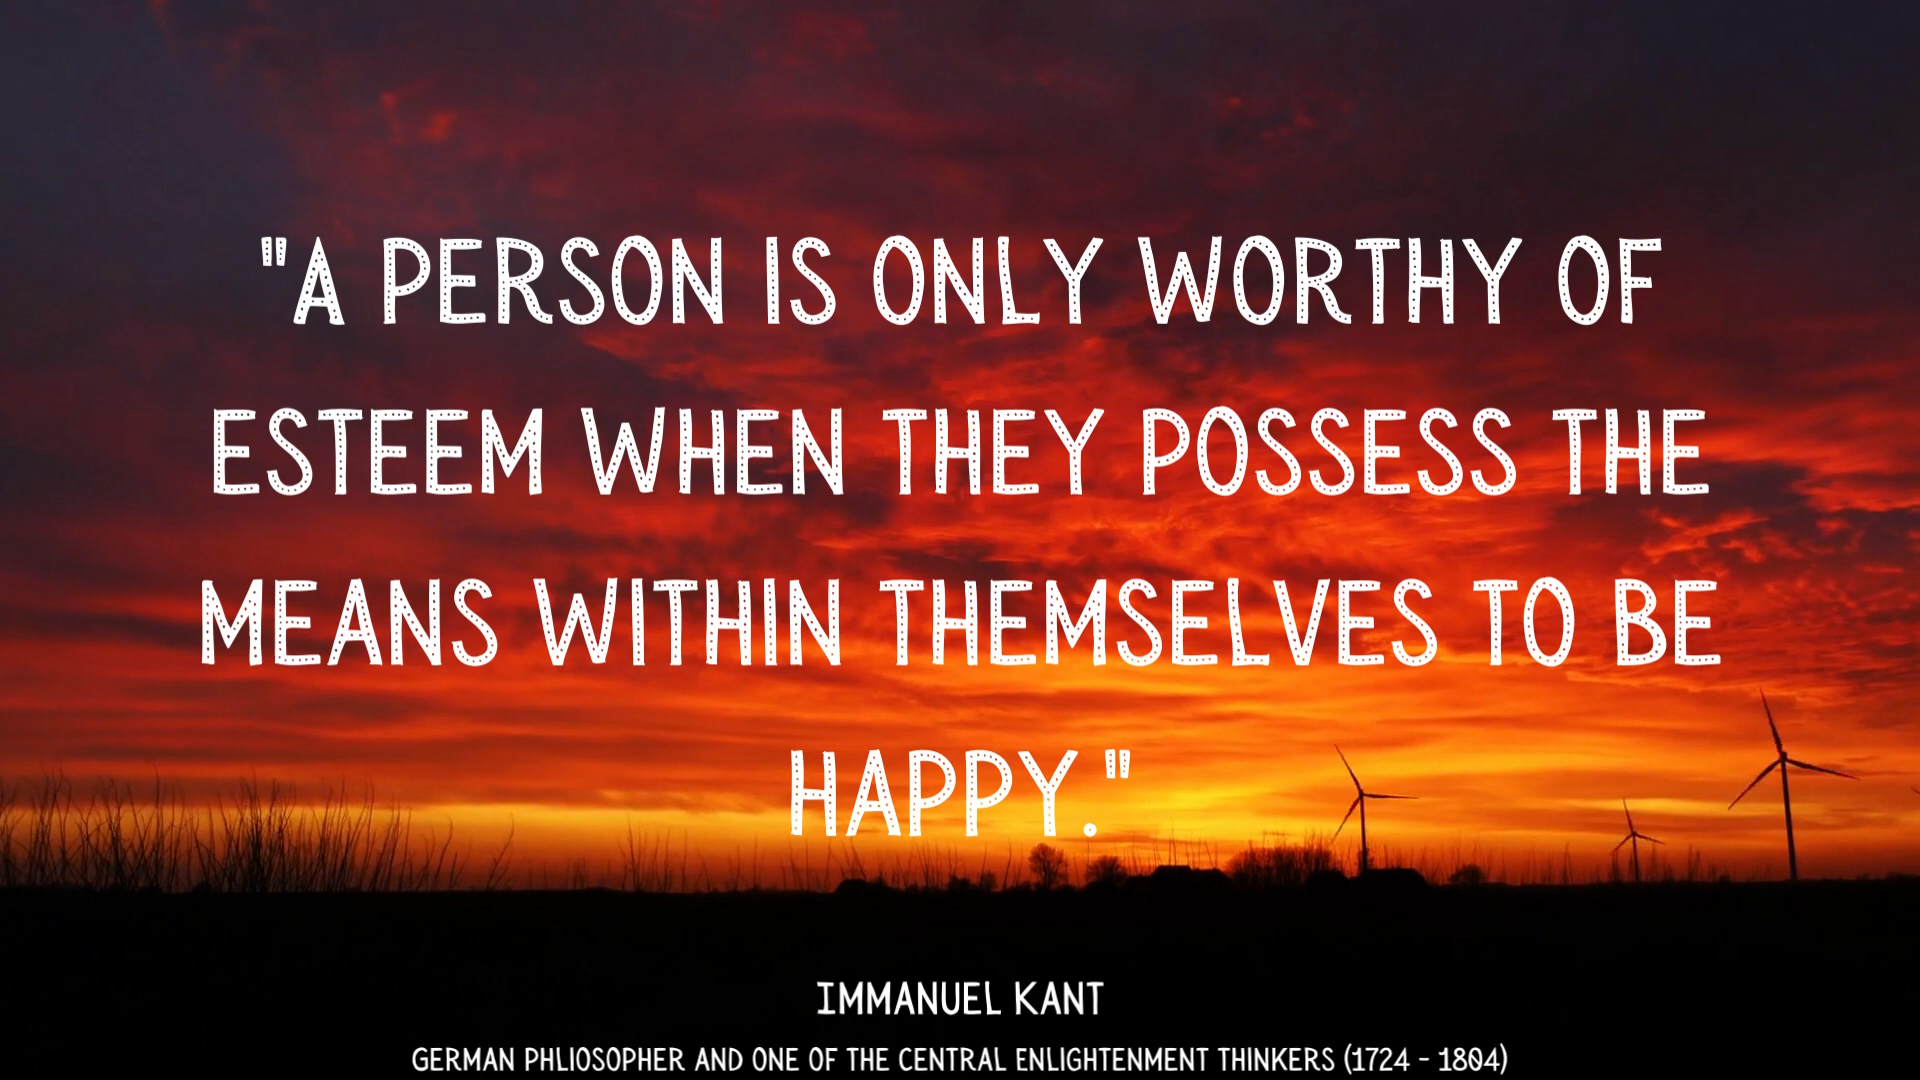 "A PERSON IS ONLY WORTHY OF
ESTEEM WHEN THEY POSSESS THE
MEANS WITHIN THEMSELVES TO BE
HAPPY."
IMMANUEL KANT
GERMAN PHLIOSOPHER AND ONE OF THE CENTRAL ENLIGHTENMENT THINKERS (1724 - 1804)